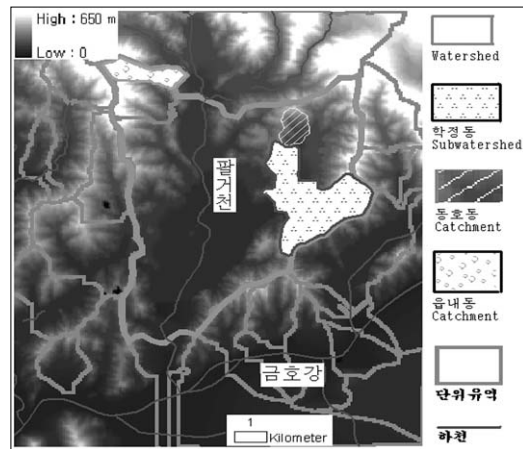 High : 650 m
Low : 0
팔거천
금호강
1
Kilometer
Watershed
학정동
Subwatershed
동호동
Catchment
읍내동
Catchment
단위유역
하천